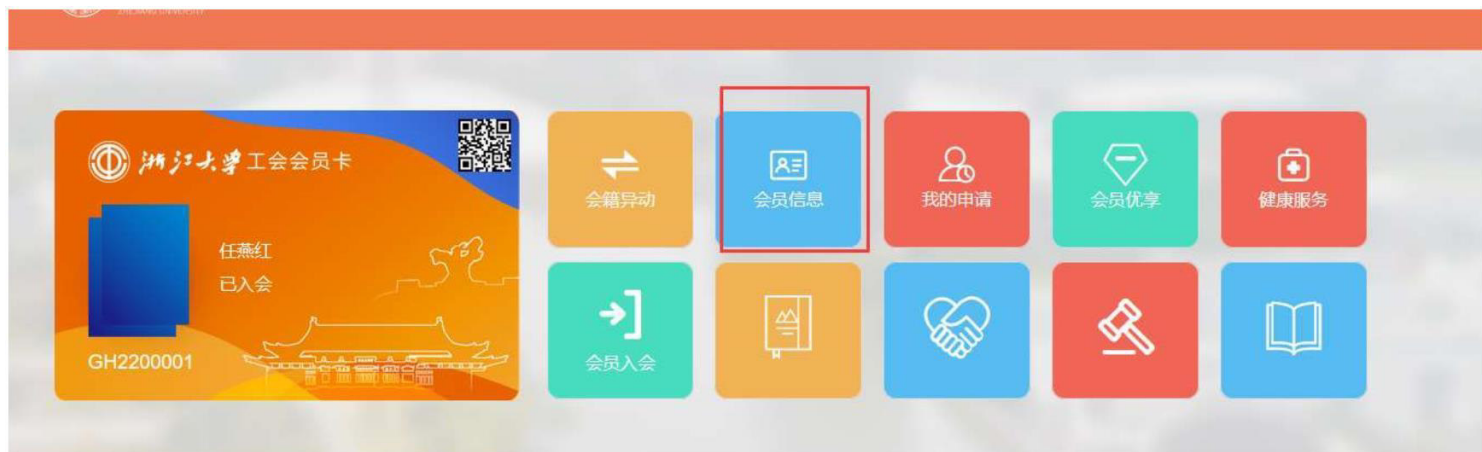 ZHEJIANG UNIVERSITY
浙江大学工会会员卡
任燕红
已入会
GH2200001
会籍异动
会员信息
我的申请
会员优享
健康服务
会员入会